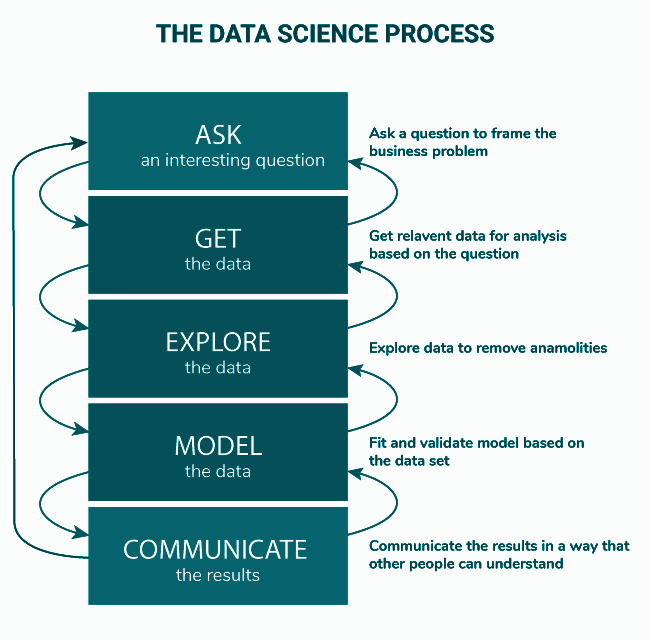 THE DATA SCIENCE PROCESS
ASK
an interesting question
Ask a question to frame the
business problem
GET
the data
Get relavent data for analysis
based on the question
EXPLORE
the data
Explore data to remove anamolities
MODEL
the data
Fit and validate model based on
the data set
COMMUNICATE
the results
Communicate the results in a way that
other people can understand